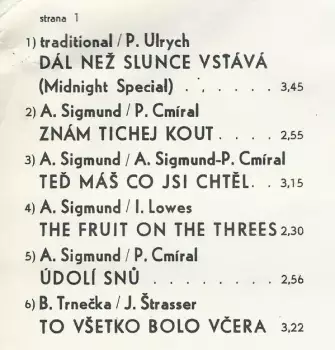 strana 1
1) traditional / P. Ulrych
DÁL NEŽ SLUNCE VSTÁVÁ
(Midnight Special) . . . . . 3,45
2) A. Sigmund / P. Cmíral
ZNÁM TICHEJ KOUT . . . . 2,55
3) A. Sigmund / A. Sigmund-P. Cmíral
TEĎ MÁŠ CO JSI CHTĚL. . 3,15
4) A. Sigmund / I. Lowes
THE FRUIT ON THE THREES 2,30
5) A. Sigmund / P. Cmíral
ÚDOLÍ SNŮ . . . . . . . . 2,56
6) B. Trnečka / J. Štrasser
TO VŠETKO BOLO VČERA 3,22